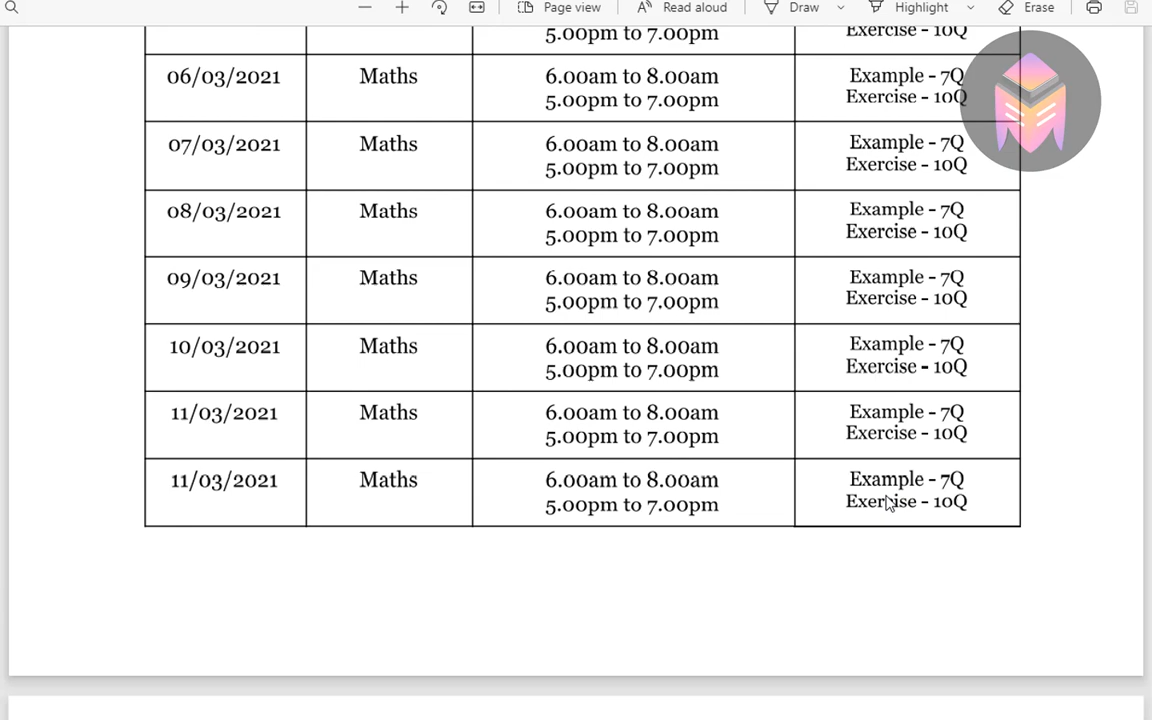 Page view
Read aloud
Draw
Highlight
Erase
5.00pm to 7.00pm Exercise - 10Q
06/03/2021 Maths 6.00am to 8.00am Example - 7Q
5.00pm to 7.00pm Exercise - 10Q
07/03/2021 Maths 6.00am to 8.00am Example - 7Q
5.00pm to 7.00pm Exercise - 10Q
08/03/2021 Maths 6.00am to 8.00am Example - 7Q
5.00pm to 7.00pm Exercise - 10Q
09/03/2021 Maths 6.00am to 8.00am Example - 7Q
5.00pm to 7.00pm Exercise - 10Q
10/03/2021 Maths 6.00am to 8.00am Example - 7Q
5.00pm to 7.00pm Exercise - 10Q
11/03/2021 Maths 6.00am to 8.00am Example - 7Q
5.00pm to 7.00pm Exercise - 10Q
11/03/2021 Maths 6.00am to 8.00am Example - 7Q
5.00pm to 7.00pm Exercise - 10Q